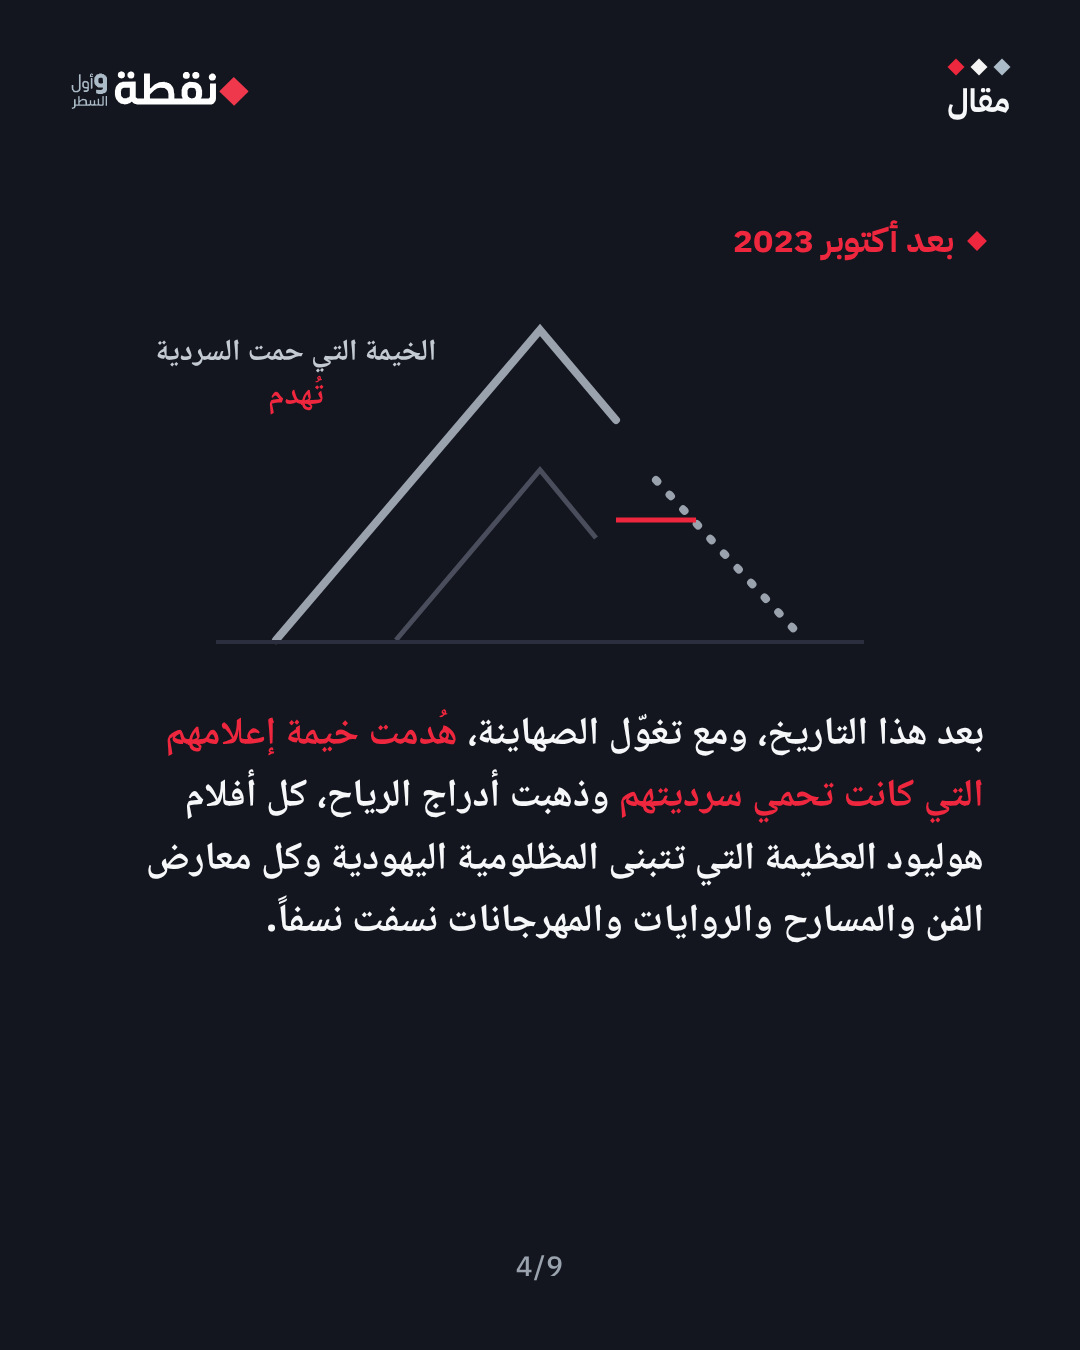 مقال
نقطة
وأول
السطر
بعد أكتوبر 2023
الخيمة التي حمت السردية
تُهدم
بعد هذا التاريخ، ومع تغوّل الصهاينة، هُدمت خيمة إعلامهم
التي كانت تحمي سرديتهم وذهبت أدراج الرياح، كل أفلام
هوليود العظيمة التي تتبنى المظلومية اليهودية وكل معارض
الفن والمسارح والروايات والمهرجانات نسفت نسفاً.
4/9